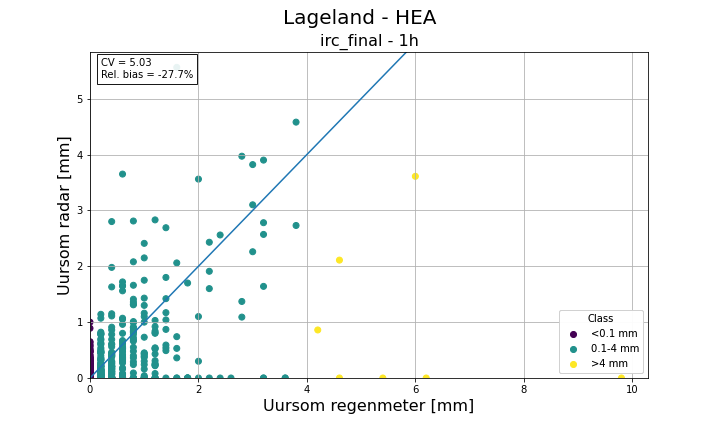 Lageland - HEA
irc_final - 1h
CV = 5.03
Rel. bias = -27.7%
Uursom radar [mm]
5
4
3
2
1
0
0 2 4 6 8 10
Uursom regenmeter [mm]
Class
<0.1 mm
0.1-4 mm
>4 mm